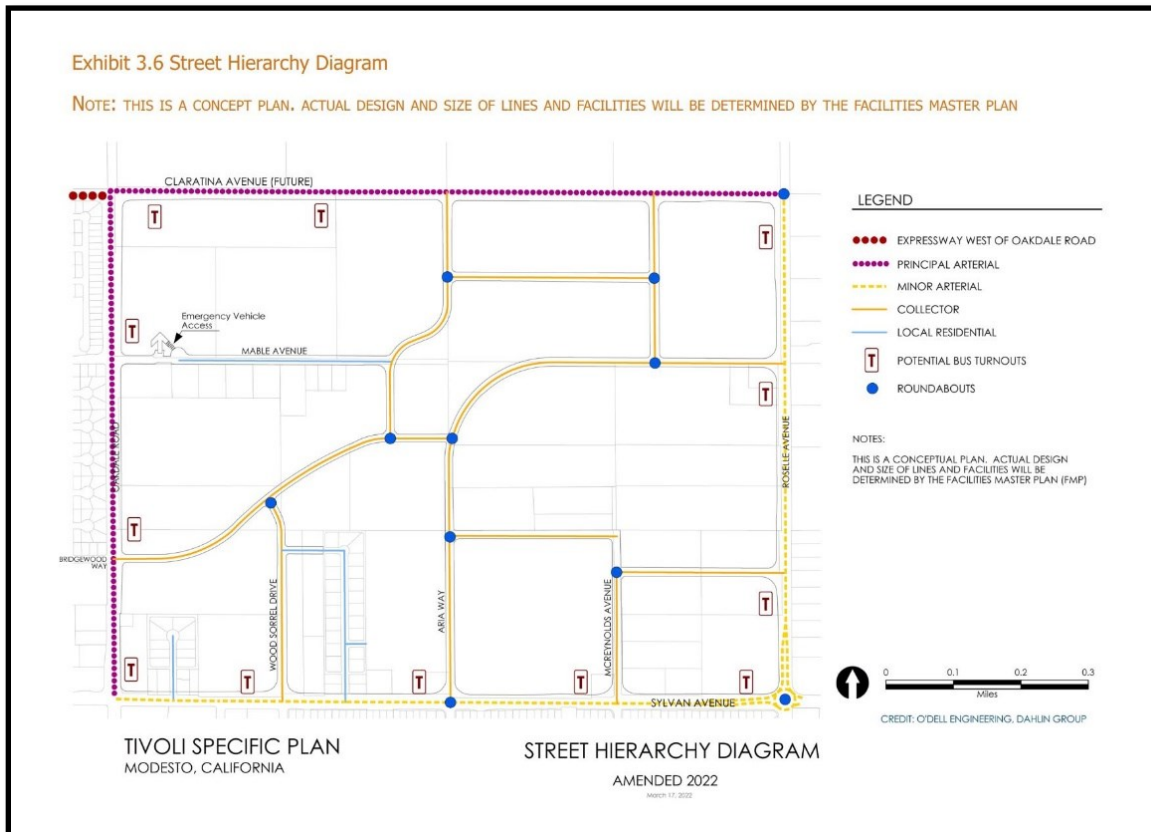 Exhibit 3.6 Street Hierarchy Diagram
NOTE: THIS IS A CONCEPT PLAN. ACTUAL DESIGN AND SIZE OF LINES AND FACILITIES WILL BE DETERMINED BY THE FACILITIES MASTER PLAN
CLARATINA AVENUE (FUTURE)
T
T
T
T
Emergency Vehicle
Access
MABLE AVENUE
T
OAKDALE ROAD
ROSELLE AVENUE
T
BRIDGEWOOD
WAY
WOOD SORREL DRIVE
ARIA WAY
MCREYNOLDS AVENUE
T
T
T
T
T
T
SYLVAN AVENUE
LEGEND
EXPRESSWAY WEST OF OAKDALE ROAD
PRINCIPAL ARTERIAL
MINOR ARTERIAL
COLLECTOR
LOCAL RESIDENTIAL
T POTENTIAL BUS TURNOUTS
ROUNDABOUTS
NOTES:
THIS IS A CONCEPTUAL PLAN. ACTUAL DESIGN
AND SIZE OF LINES AND FACILITIES WILL BE
DETERMINED BY THE FACILITIES MASTER PLAN (FMP)
0 0.1 0.2 0.3
Miles
CREDIT: O'DELL ENGINEERING, DAHLIN GROUP
TIVOLI SPECIFIC PLAN
MODESTO, CALIFORNIA
STREET HIERARCHY DIAGRAM
AMENDED 2022
March 17, 2022